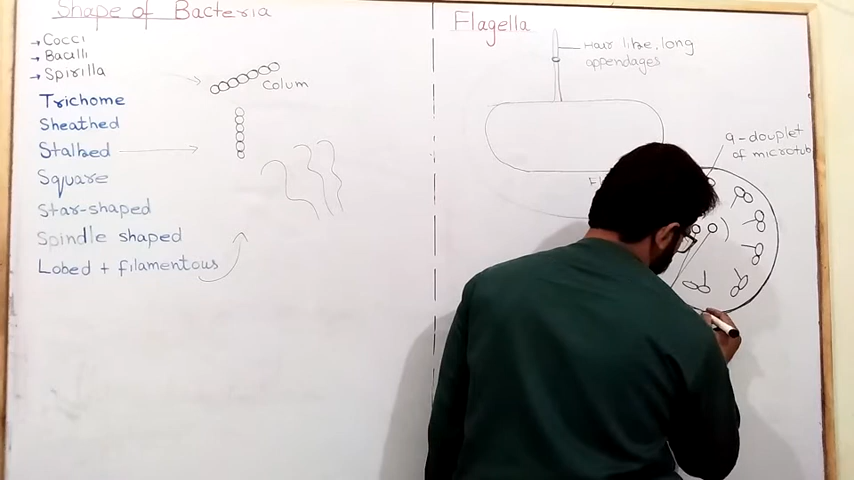 Shape of Bacteria
→ Cocci
→ Bacilli
→ Spirilla
Trichome
Sheathed
Stalked
Square
Star-shaped
Spindle shaped
Lobed + filamentous
Colum
Flagella
Hair like, long
appendages
9-douplet
of microtub